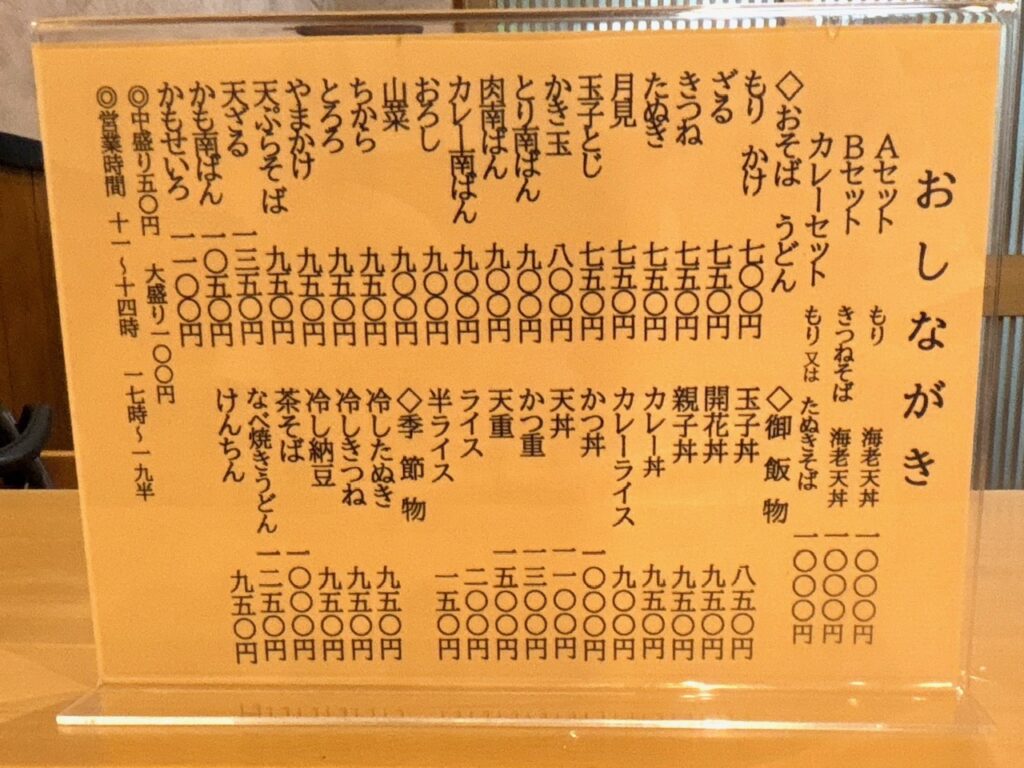 おしながき
Aセット もり 海老天丼 一〇〇〇円
Bセット きつねそば 海老天丼 一〇〇〇円
カレーセット もり又は たぬきそば 一〇〇〇円
◇おそば うどん
もり かけ 七〇〇円
ざる 七五〇円
きつね 七五〇円
たぬき 七五〇円
月見 七五〇円
玉子とじ 七五〇円
かき玉 八〇〇円
とり南ばん 九〇〇円
肉南ばん 九〇〇円
カレー南ばん 九〇〇円
おろし 九〇〇円
山菜 九〇〇円
ちから 九五〇円
とろろ 九五〇円
やまかけ 九五〇円
天ぷらそば 九五〇円
天ざる 一三五〇円
かも南ばん 一〇五〇円
かもせいろ 一一〇〇円
◇御飯物
玉子丼 八五〇円
開花丼 九五〇円
親子丼 九五〇円
カレー丼 九五〇円
カレーライス 九〇〇円
かつ丼 一〇〇〇円
天丼 一一〇〇円
かつ重 一三〇〇円
天重 一五〇〇円
ライス 二〇〇円
半ライス 一五〇円
◇季節物
冷したぬき 九五〇円
冷しきつね 九五〇円
冷し納豆 九五〇円
茶そば 一〇〇〇円
なべ焼きうどん 一二五〇円
けんちん 九五〇円
◎中盛り五〇円 大盛り一〇〇円
◎営業時間 十一〜十四時 一七時〜一九半